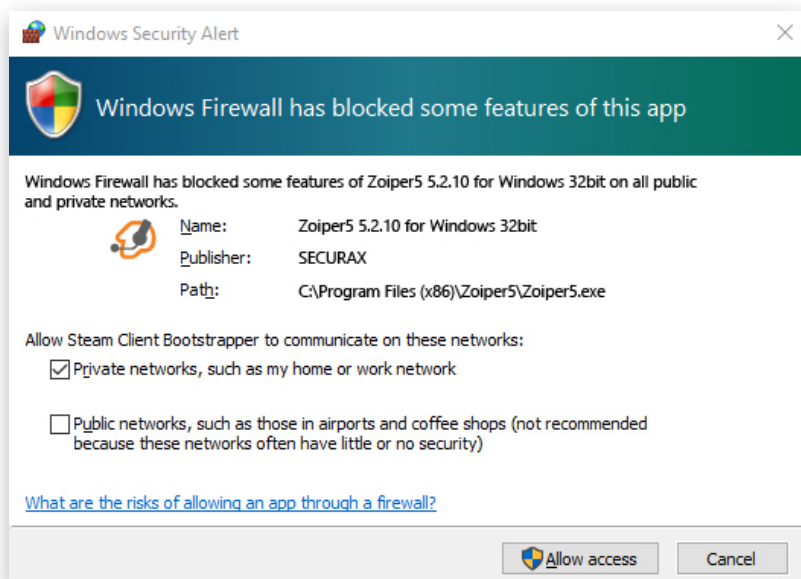 Windows Security Alert
Windows Firewall has blocked some features of this app
Windows Firewall has blocked some features of Zoiper5 5.2.10 for Windows 32bit on all public
and private networks.
Name: Zoiper5 5.2.10 for Windows 32bit
Publisher: SECURAX
Path: C:\Program Files (x86)\Zoiper5\Zoiper5.exe
Allow Steam Client Bootstrapper to communicate on these networks:
Private networks, such as my home or work network
Public networks, such as those in airports and coffee shops (not recommended
because these networks often have little or no security)
What are the risks of allowing an app through a firewall?
Allow access Cancel